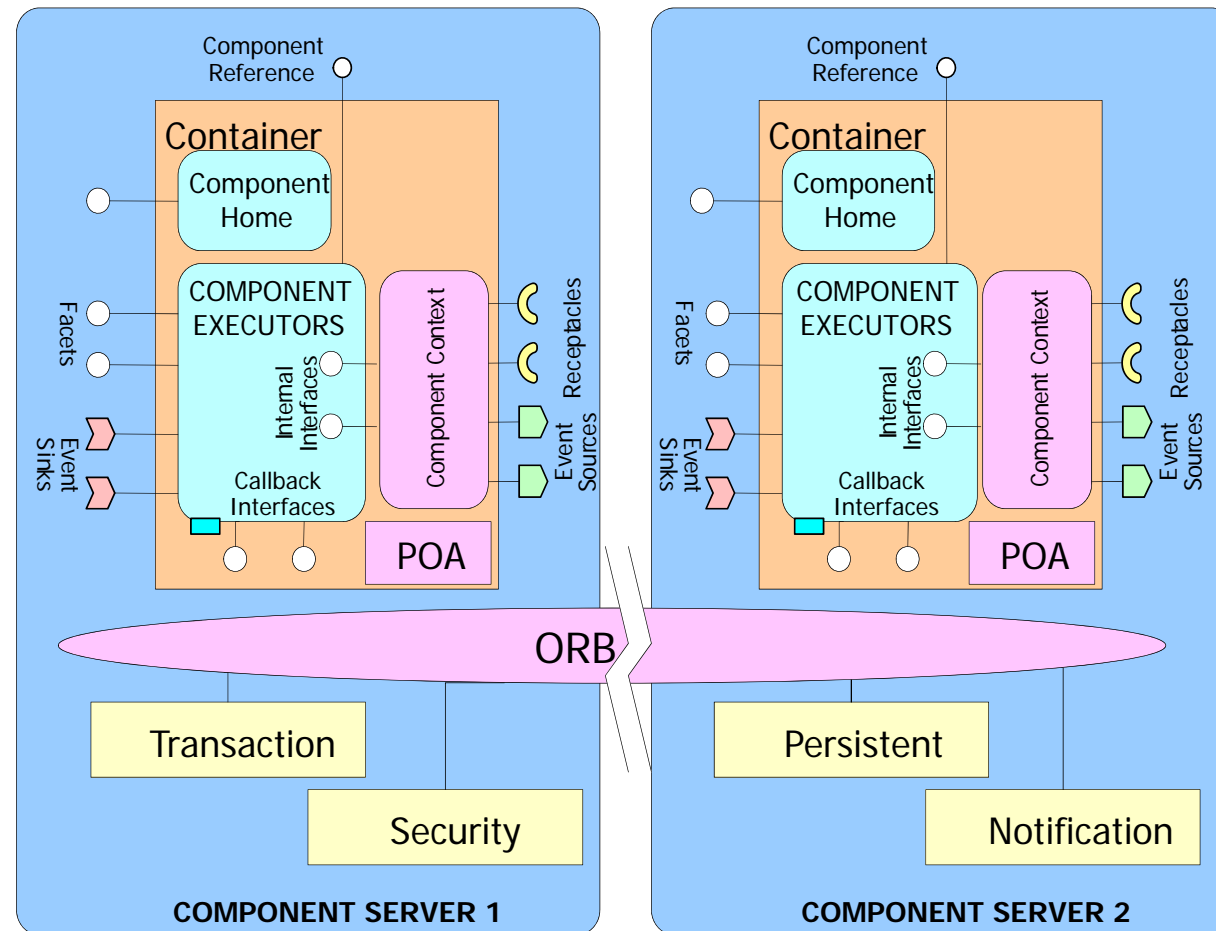 Component
Reference
Container
Component
Home
COMPONENT
EXECUTORS
Facets
Internal
Interfaces
Component Context
Receptacles
Event
Sinks
Event
Sources
Callback
Interfaces
POA
Component
Reference
Container
Component
Home
COMPONENT
EXECUTORS
Facets
Internal
Interfaces
Component Context
Receptacles
Event
Sinks
Event
Sources
Callback
Interfaces
POA
ORB
Transaction
Security
Persistent
Notification
COMPONENT SERVER 1
COMPONENT SERVER 2